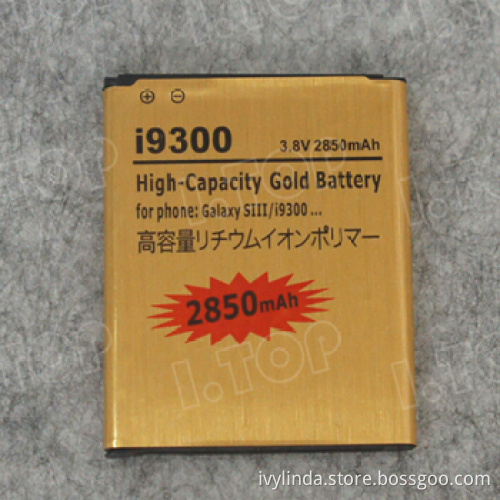 i9300
3.8V 2850mAh
High-Capacity Gold Battery
for phone: Galaxy SIII/i9300 ...
高容量リチウムイオンポリマー
2850mAh
I.TOP
ivylinda.store.bossgoo.com